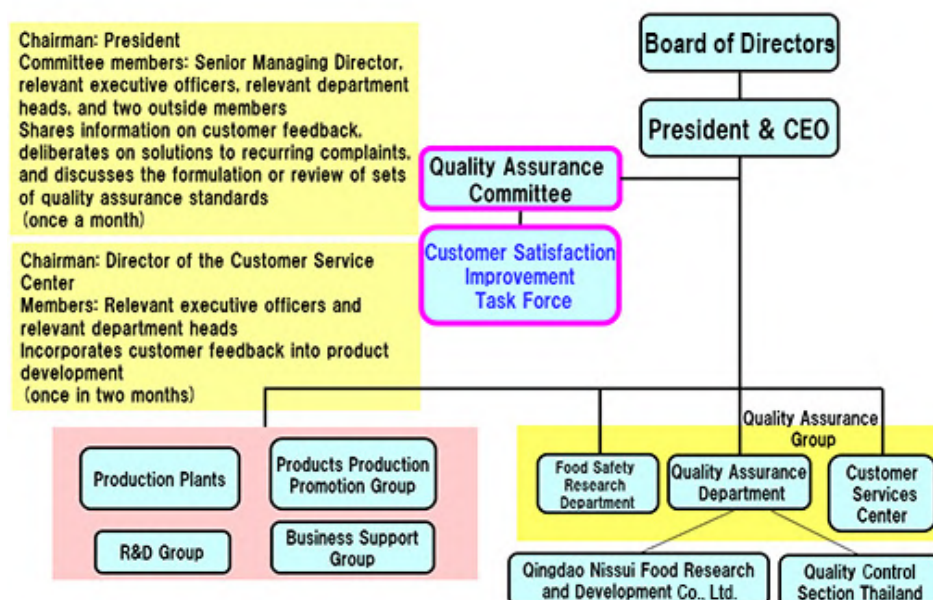 Chairman: President
Committee members: Senior Managing Director,
relevant executive officers, relevant department
heads, and two outside members
Shares information on customer feedback,
deliberates on solutions to recurring complaints,
and discusses the formulation or review of sets
of quality assurance standards
(once a month)
Chairman: Director of the Customer Service
Center
Members: Relevant executive officers and
relevant department heads
Incorporates customer feedback into product
development
(once in two months)
Board of Directors
President & CEO
Quality Assurance
Committee
Customer Satisfaction
Improvement
Task Force
Production Plants
Products Production
Promotion Group
R&D Group
Business Support
Group
Quality Assurance
Group
Food Safety
Research
Department
Quality Assurance
Department
Customer
Services
Center
Qingdao Nissui Food Research
and Development Co., Ltd.
Quality Control
Section Thailand